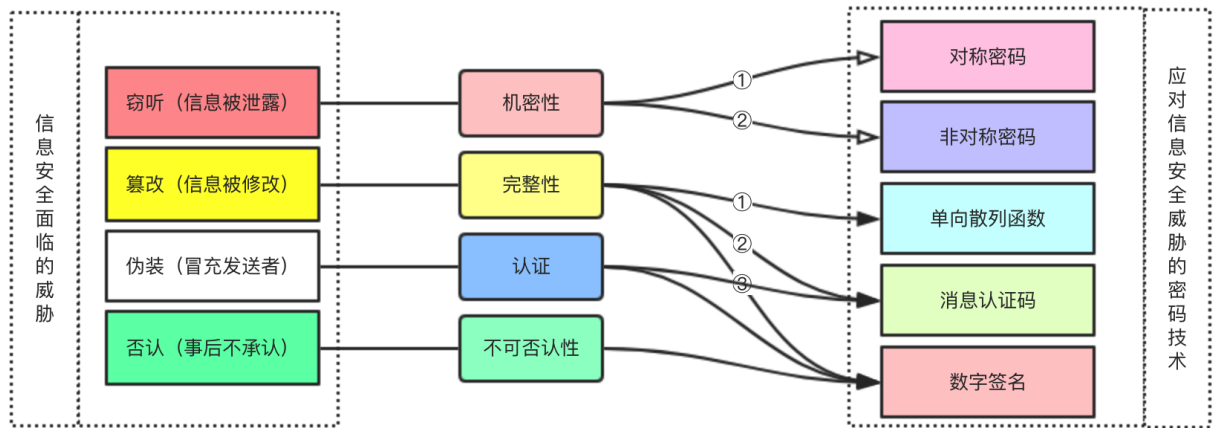 信息安全面临的威胁
窃听（信息被泄露）
篡改（信息被修改）
伪装（冒充发送者）
否认（事后不承认）
机密性
完整性
认证
不可否认性
①
②
①
②
③
对称密码
非对称密码
单向散列函数
消息认证码
数字签名
应对信息安全威胁的密码技术